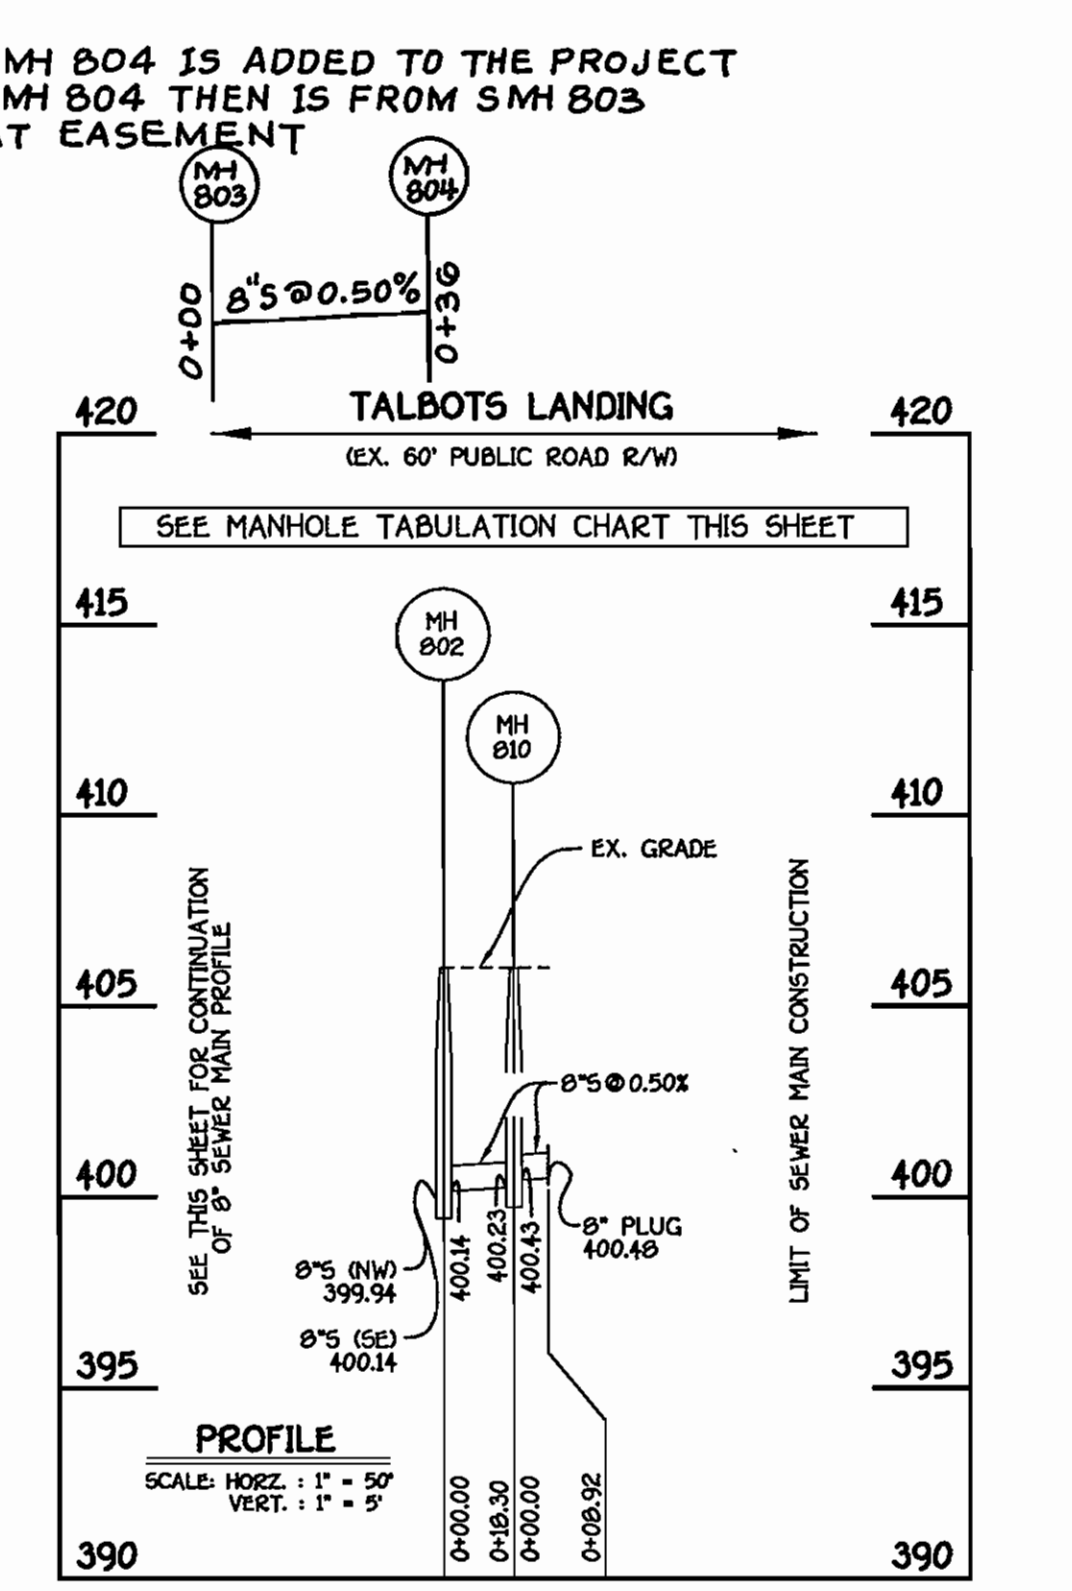 MH 804 IS ADDED TO THE PROJECT
MH 804 THEN IS FROM SMH 803
AT EASEMENT
MH
803
MH
804
0+00
8"S @ 0.50%
0+36
420
TALBOTS LANDING
420
(EX. 60' PUBLIC ROAD R/W)
SEE MANHOLE TABULATION CHART THIS SHEET
415
415
MH
802
MH
810
410
410
EX. GRADE
SEE THIS SHEET FOR CONTINUATION
OF 8" SEWER MAIN PROFILE
LIMIT OF SEWER MAIN CONSTRUCTION
405
405
8"S @ 0.50%
400
400
400.14
400.23
400.43
8" PLUG
400.48
8"S (NW)
399.94
8"S (SE)
400.14
395
395
PROFILE
SCALE: HORZ. : 1" = 50'
VERT. : 1" = 5'
0+00.00
0+18.30
0+00.00
0+08.92
390
390